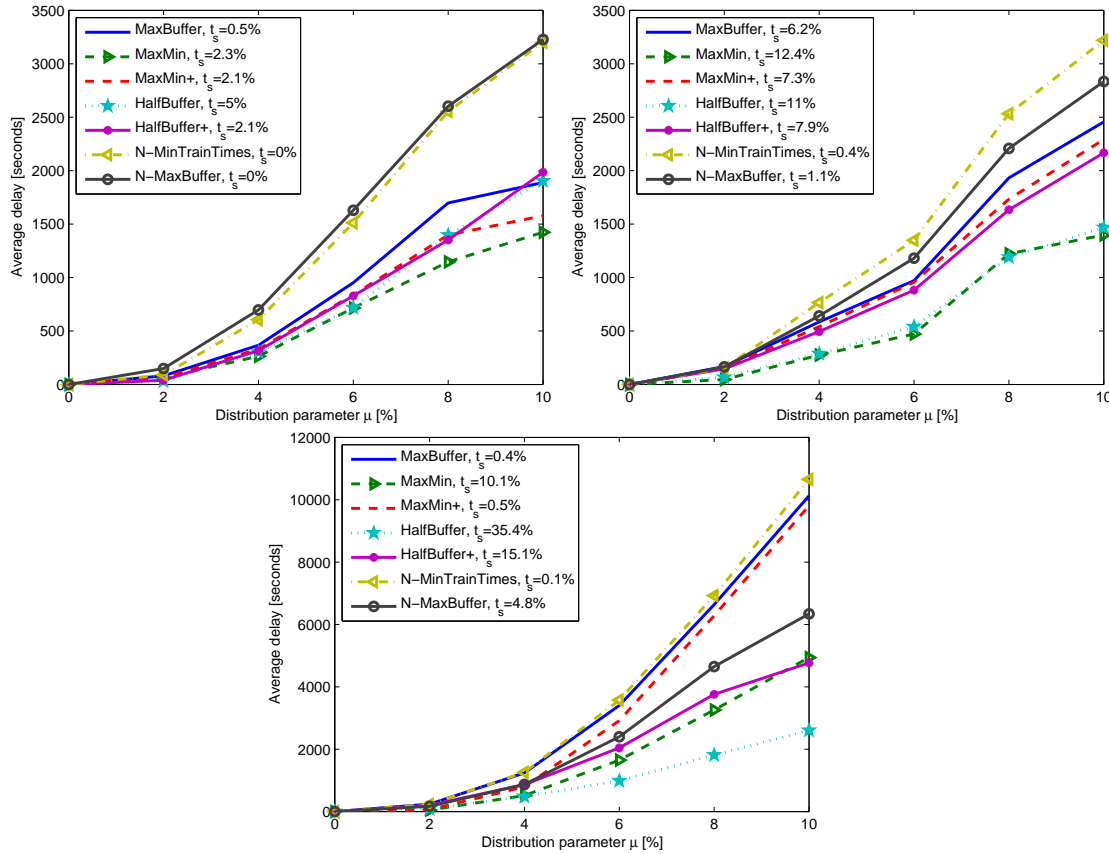 3500
3000
2500
2000
1500
1000
500
0
Average delay [seconds]
MaxBuffer, t_s=0.5%
MaxMin, t_s=2.3%
MaxMin+, t_s=2.1%
HalfBuffer, t_s=5%
HalfBuffer+, t_s=2.1%
N−MinTrainTimes, t_s=0%
N−MaxBuffer, t_s=0%
0 2 4 6 8 10
Distribution parameter μ [%]
3500
3000
2500
2000
1500
1000
500
0
Average delay [seconds]
MaxBuffer, t_s=6.2%
MaxMin, t_s=12.4%
MaxMin+, t_s=7.3%
HalfBuffer, t_s=11%
HalfBuffer+, t_s=7.9%
N−MinTrainTimes, t_s=0.4%
N−MaxBuffer, t_s=1.1%
0 2 4 6 8 10
Distribution parameter μ [%]
12000
10000
8000
6000
4000
2000
0
Average delay [seconds]
MaxBuffer, t_s=0.4%
MaxMin, t_s=10.1%
MaxMin+, t_s=0.5%
HalfBuffer, t_s=35.4%
HalfBuffer+, t_s=15.1%
N−MinTrainTimes, t_s=0.1%
N−MaxBuffer, t_s=4.8%
0 2 4 6 8 10
Distribution parameter μ [%]